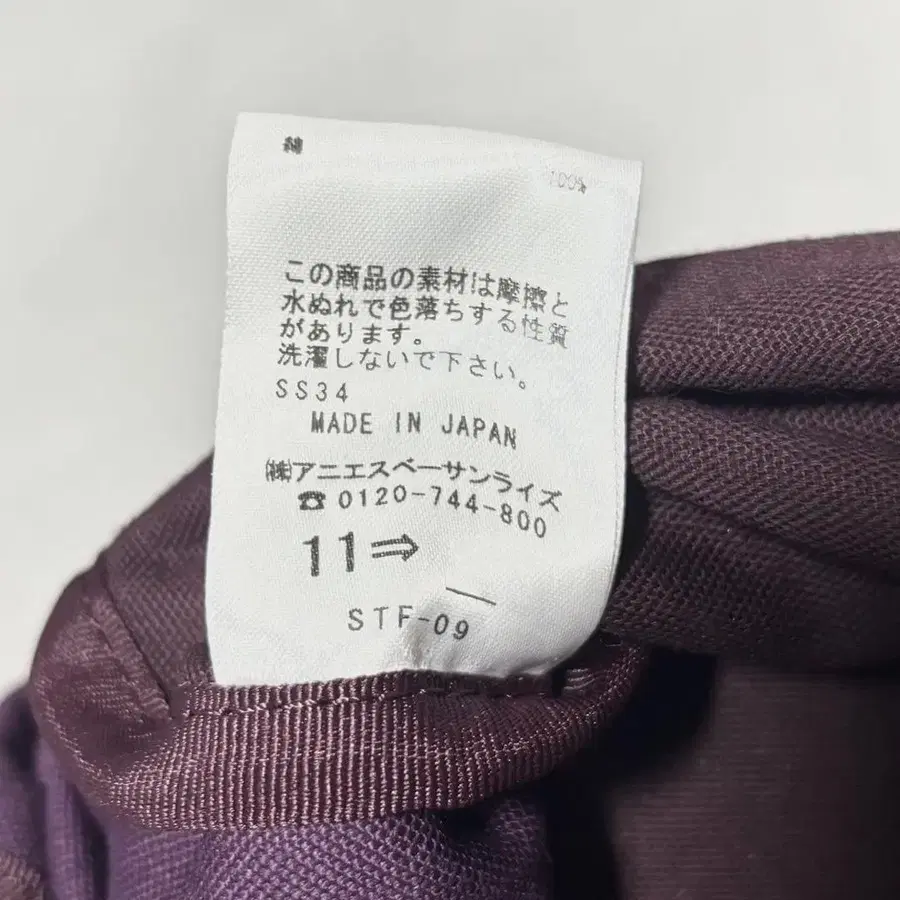 綿
100%
この商品の素材は摩擦と
水ぬれで色落ちする性質
があります。
洗濯しないで下さい。
SS34
MADE IN JAPAN
㈱アニエスベーサンライズ
☎0120-744-800
11⇒
STF-09